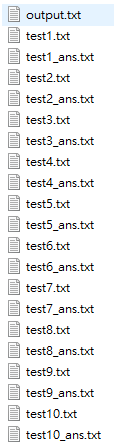 output.txt
test1.txt
test1_ans.txt
test2.txt
test2_ans.txt
test3.txt
test3_ans.txt
test4.txt
test4_ans.txt
test5.txt
test5_ans.txt
test6.txt
test6_ans.txt
test7.txt
test7_ans.txt
test8.txt
test8_ans.txt
test9.txt
test9_ans.txt
test10.txt
test10_ans.txt